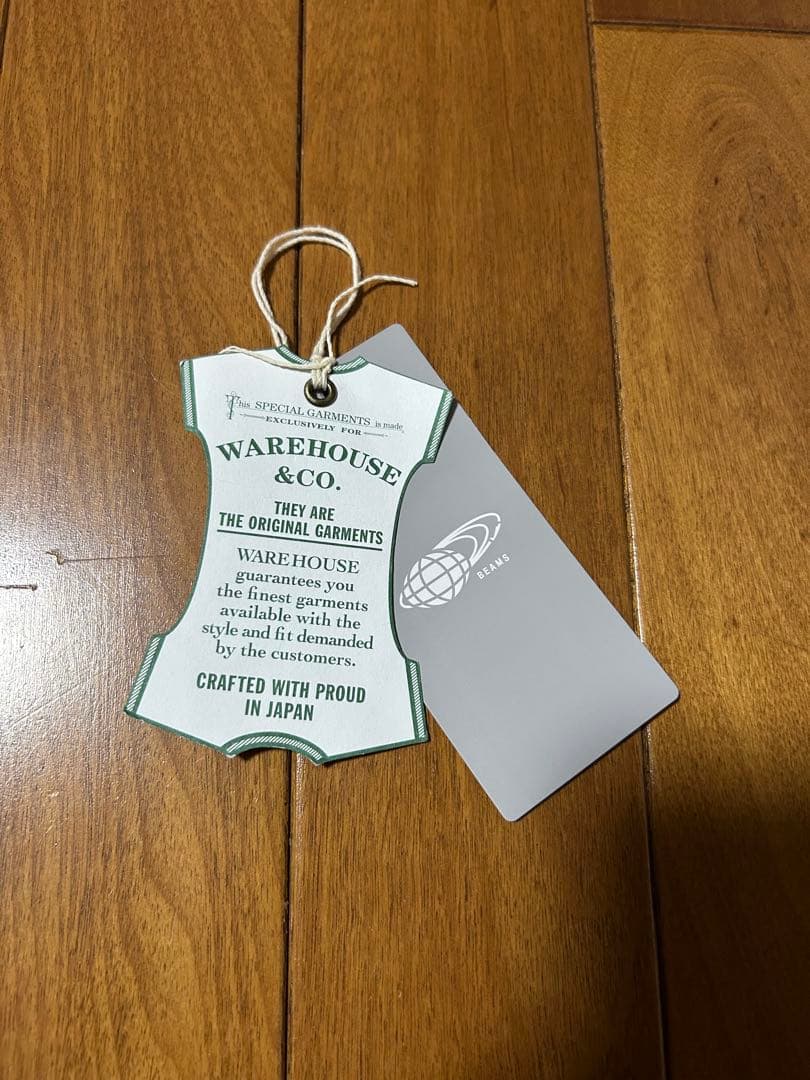 This SPECIAL GARMENTS is made
EXCLUSIVELY FOR
WAREHOUSE
&CO.
THEY ARE
THE ORIGINAL GARMENTS
WAREHOUSE
guarantees you
the finest garments
available with the
style and fit demanded
by the customers.
CRAFTED WITH PROUD
IN JAPAN
BEAMS